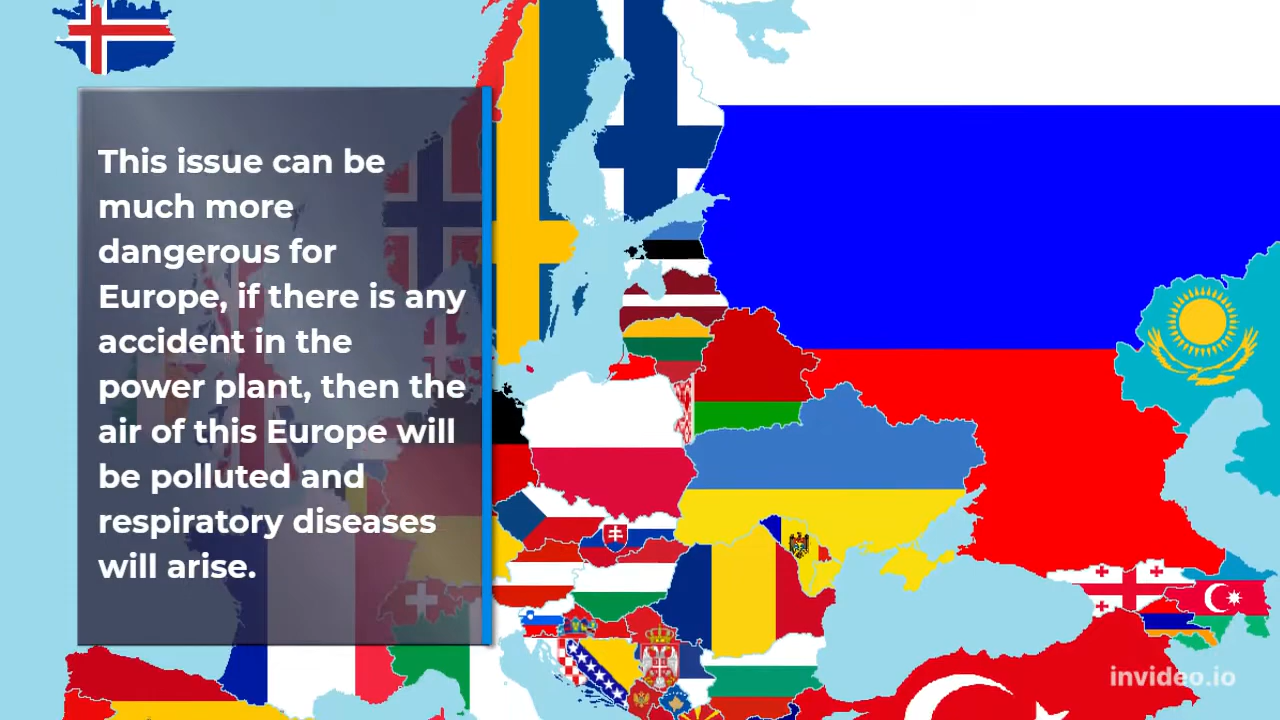 This issue can be
much more
dangerous for
Europe, if there is any
accident in the
power plant, then the
air of this Europe will
be polluted and
respiratory diseases
will arise.
invideo.io